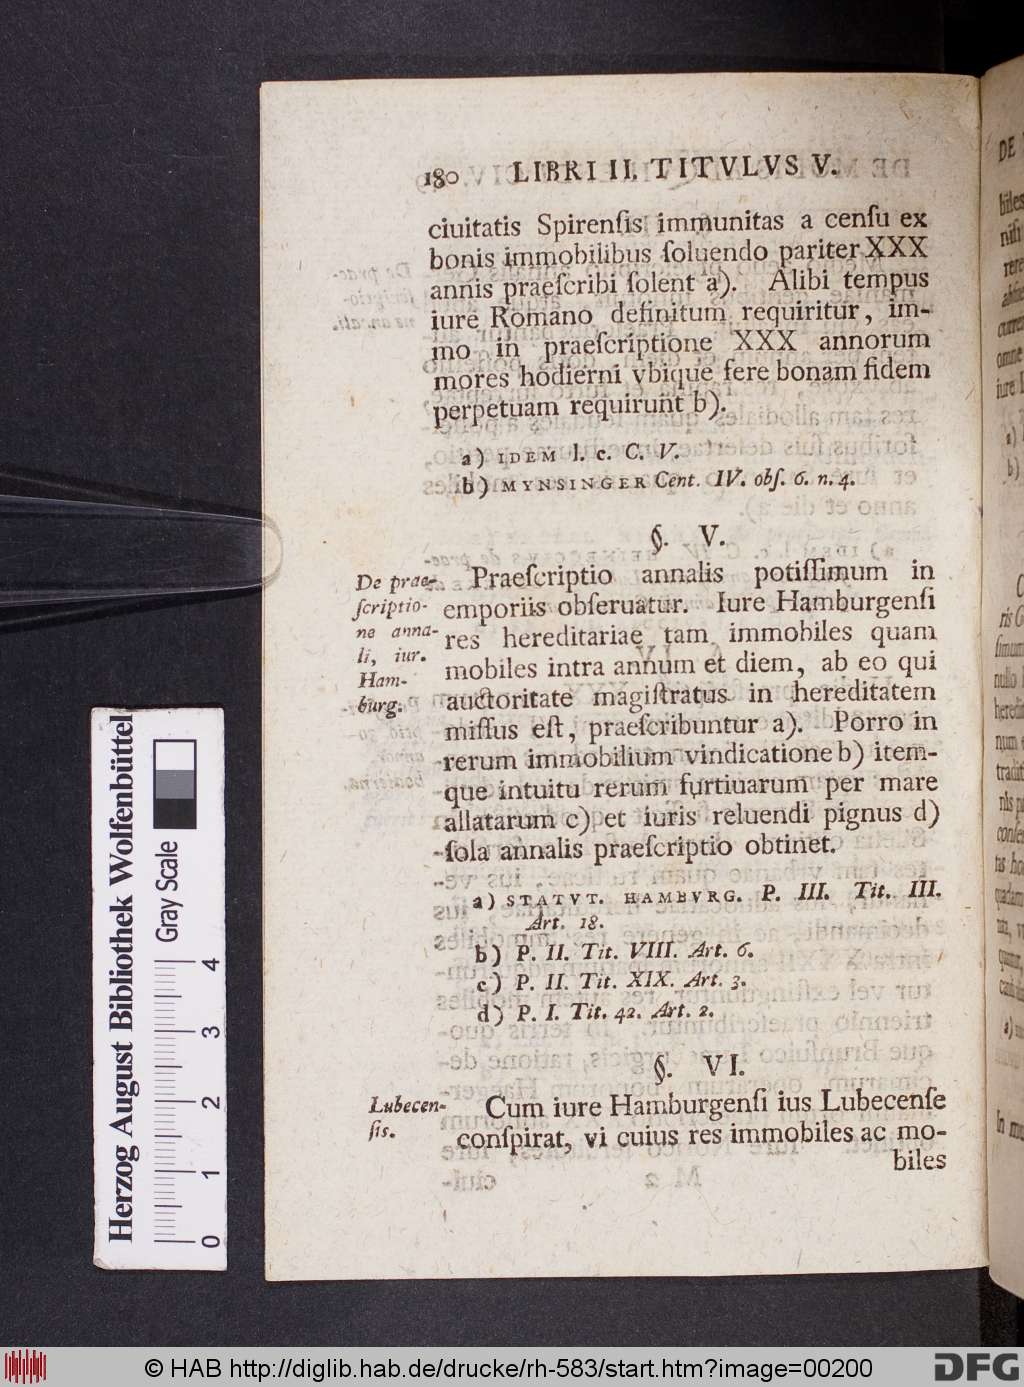 180 LIBRI II. TITVLVS V.
ciuitatis Spirenſis immunitas a cenſu ex
bonis immobilibus ſoluendo pariter XXX
annis praeſcribi ſolent a). Alibi tempus
iure Romano definitum requiritur, im-
mo in praeſcriptione XXX annorum
mores hodierni vbique fere bonam fidem
perpetuam requirunt b).
a) IDEM l. c. C. V.
b) MYNSINGER Cent. IV. obſ. 6. n. 4.
§. V.
De prae-
ſcriptio-
ne anna-
li, iur.
Ham-
burg.
Praeſcriptio annalis potiſſimum in
emporiis obſeruatur. Iure Hamburgenſi
res hereditariae tam immobiles quam
mobiles intra annum et diem, ab eo qui
auctoritate magiſtratus in hereditatem
miſſus eſt, praeſcribuntur a). Porro in
rerum immobilium vindicatione b) item-
que intuitu rerum furtiuarum per mare
allatarum c) et iuris reluendi pignus d)
ſola annalis praeſcriptio obtinet.
a) STATVT. HAMBVRG. P. III. Tit. III.
Art. 18.
b) P. II. Tit. VIII. Art. 6.
c) P. II. Tit. XIX. Art. 3.
d) P. I. Tit. 42. Art. 2.
§. VI.
Lubecen-
ſis.
Cum iure Hamburgenſi ius Lubecenſe
conſpirat, vi cuius res immobiles ac mo-
biles
Herzog August Bibliothek Wolfenbüttel
Gray Scale
0 1 2 3 4
© HAB http://diglib.hab.de/drucke/rh-583/start.htm?image=00200
DFG